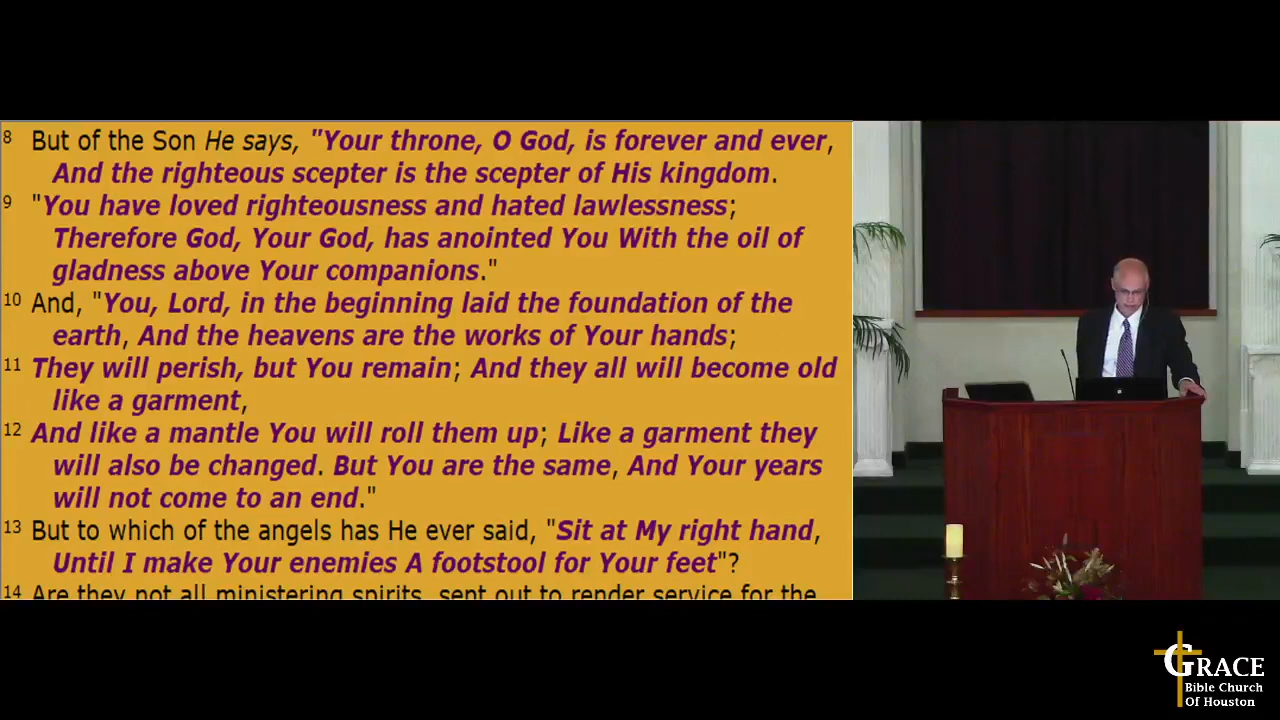 8 But of the Son He says, "Your throne, O God, is forever and ever,
And the righteous scepter is the scepter of His kingdom.
9 "You have loved righteousness and hated lawlessness;
Therefore God, Your God, has anointed You With the oil of
gladness above Your companions."
10 And, "You, Lord, in the beginning laid the foundation of the
earth, And the heavens are the works of Your hands;
11 They will perish, but You remain; And they all will become old
like a garment,
12 And like a mantle You will roll them up; Like a garment they
will also be changed. But You are the same, And Your years
will not come to an end."
13 But to which of the angels has He ever said, "Sit at My right hand,
Until I make Your enemies A footstool for Your feet"?
14 Are they not all ministering spirits, sent out to render service for the
GRACE
Bible Church
Of Houston